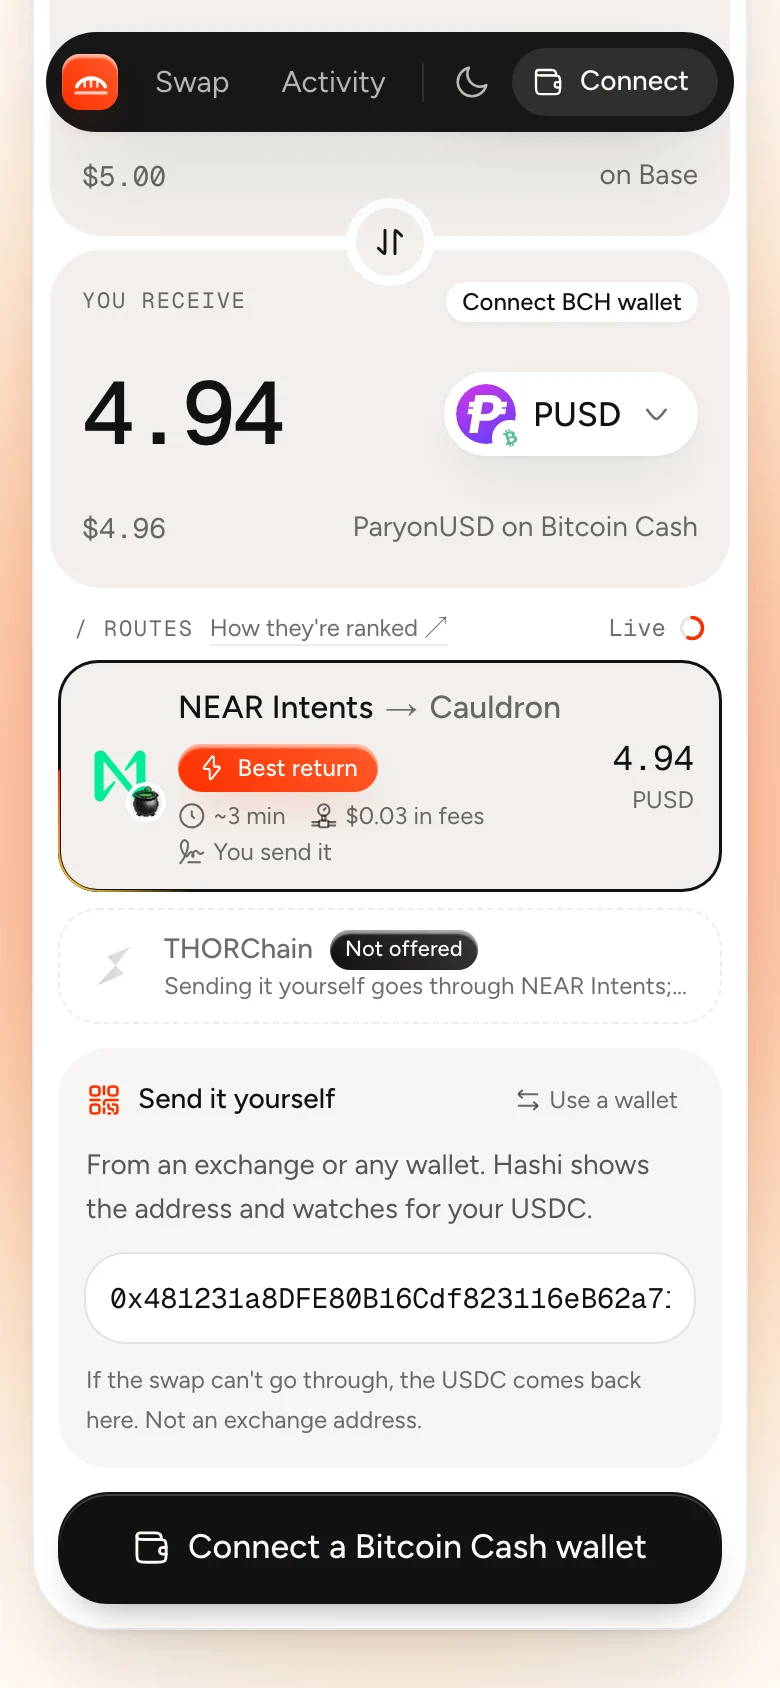 Swap Activity Connect
$5.00 on Base
YOU RECEIVE Connect BCH wallet
4.94 PUSD
$4.96 ParyonUSD on Bitcoin Cash
/ ROUTES How they're ranked ↗ Live
NEAR Intents → Cauldron
Best return
4.94
PUSD
~3 min $0.03 in fees
You send it
THORChain Not offered
Sending it yourself goes through NEAR Intents;...
Send it yourself Use a wallet
From an exchange or any wallet. Hashi shows
the address and watches for your USDC.
0x481231a8DFE80B16Cdf823116eB62a7
If the swap can't go through, the USDC comes back
here. Not an exchange address.
Connect a Bitcoin Cash wallet